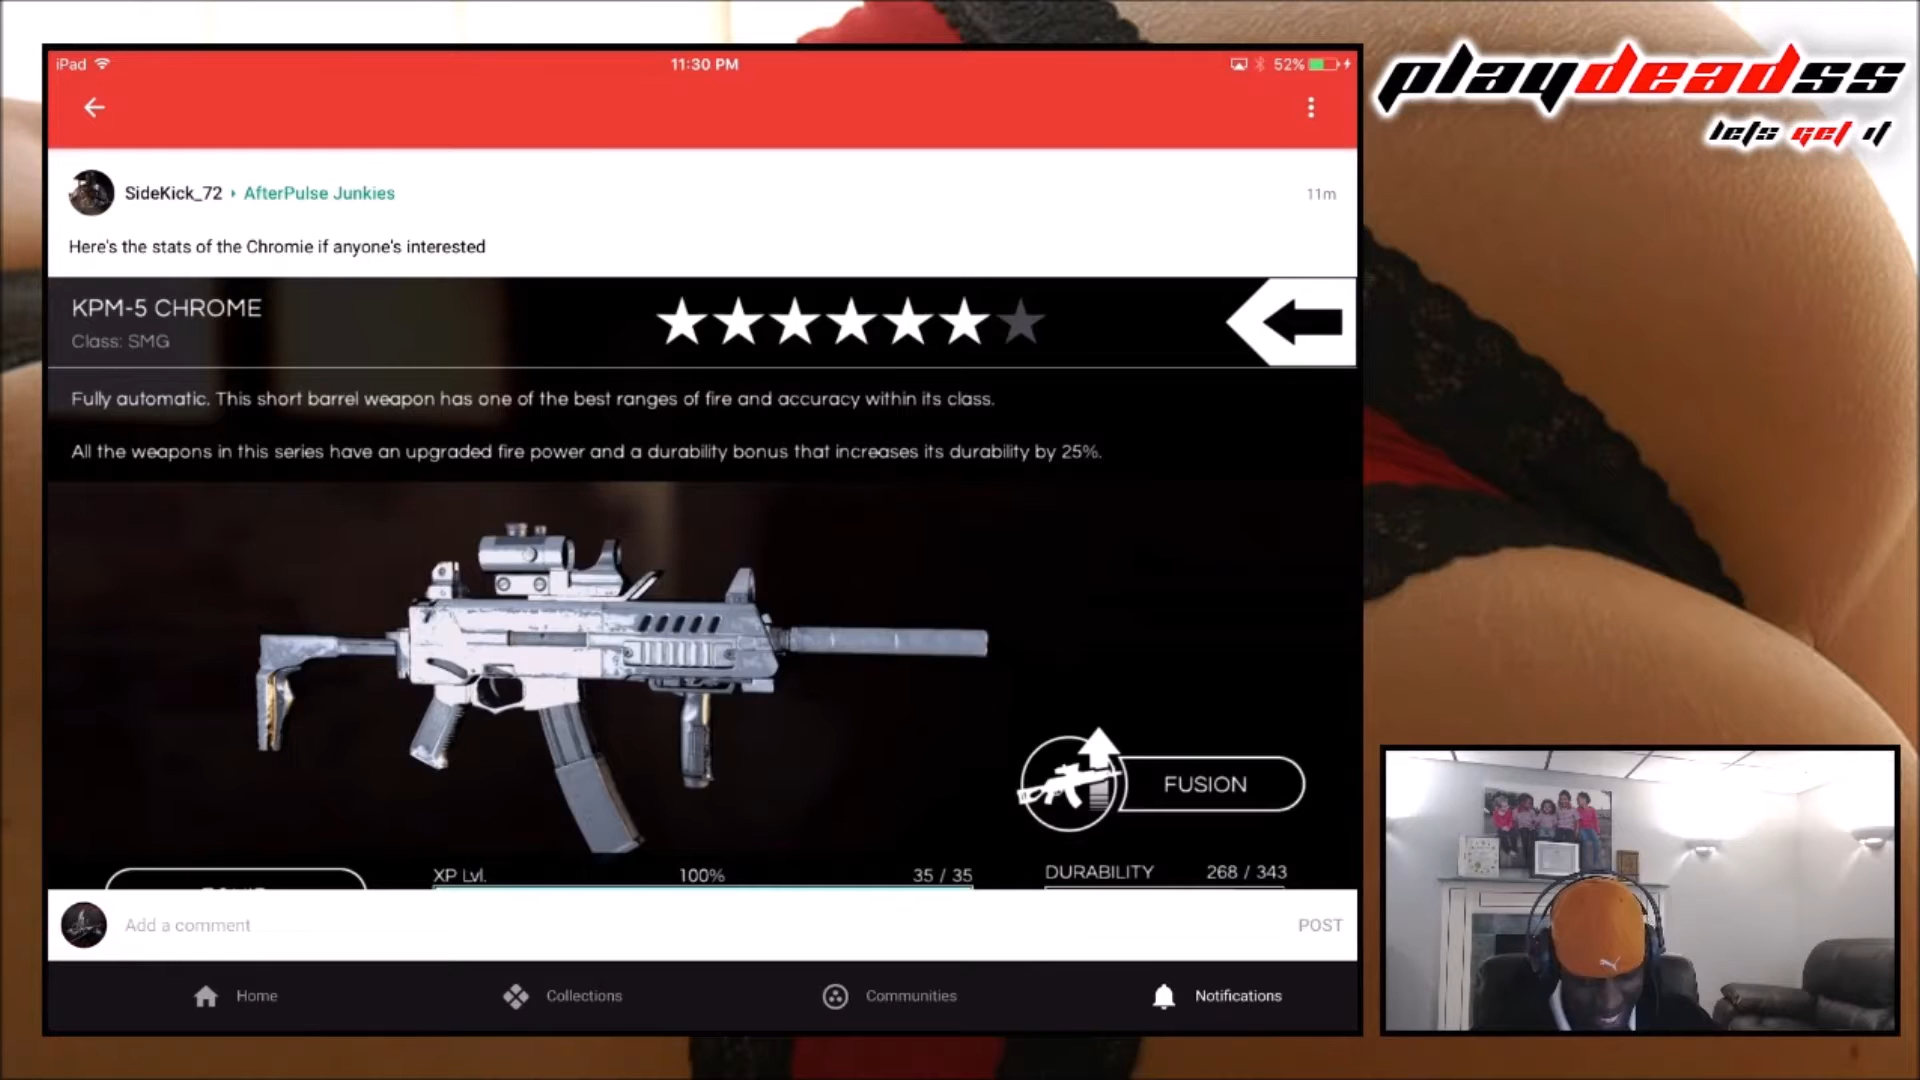 iPad
11:30 PM
52%
playdeadss
lets get it
SideKick_72 AfterPulse Junkies
11m
Here's the stats of the Chromie if anyone's interested
KPM-5 CHROME
Class: SMG
Fully automatic. This short barrel weapon has one of the best ranges of fire and accuracy within its class.
All the weapons in this series have an upgraded fire power and a durability bonus that increases its durability by 25%.
FUSION
XP Lvl. 100% 35 / 35
DURABILITY 268 / 343
Add a comment
POST
Home
Collections
Communities
Notifications